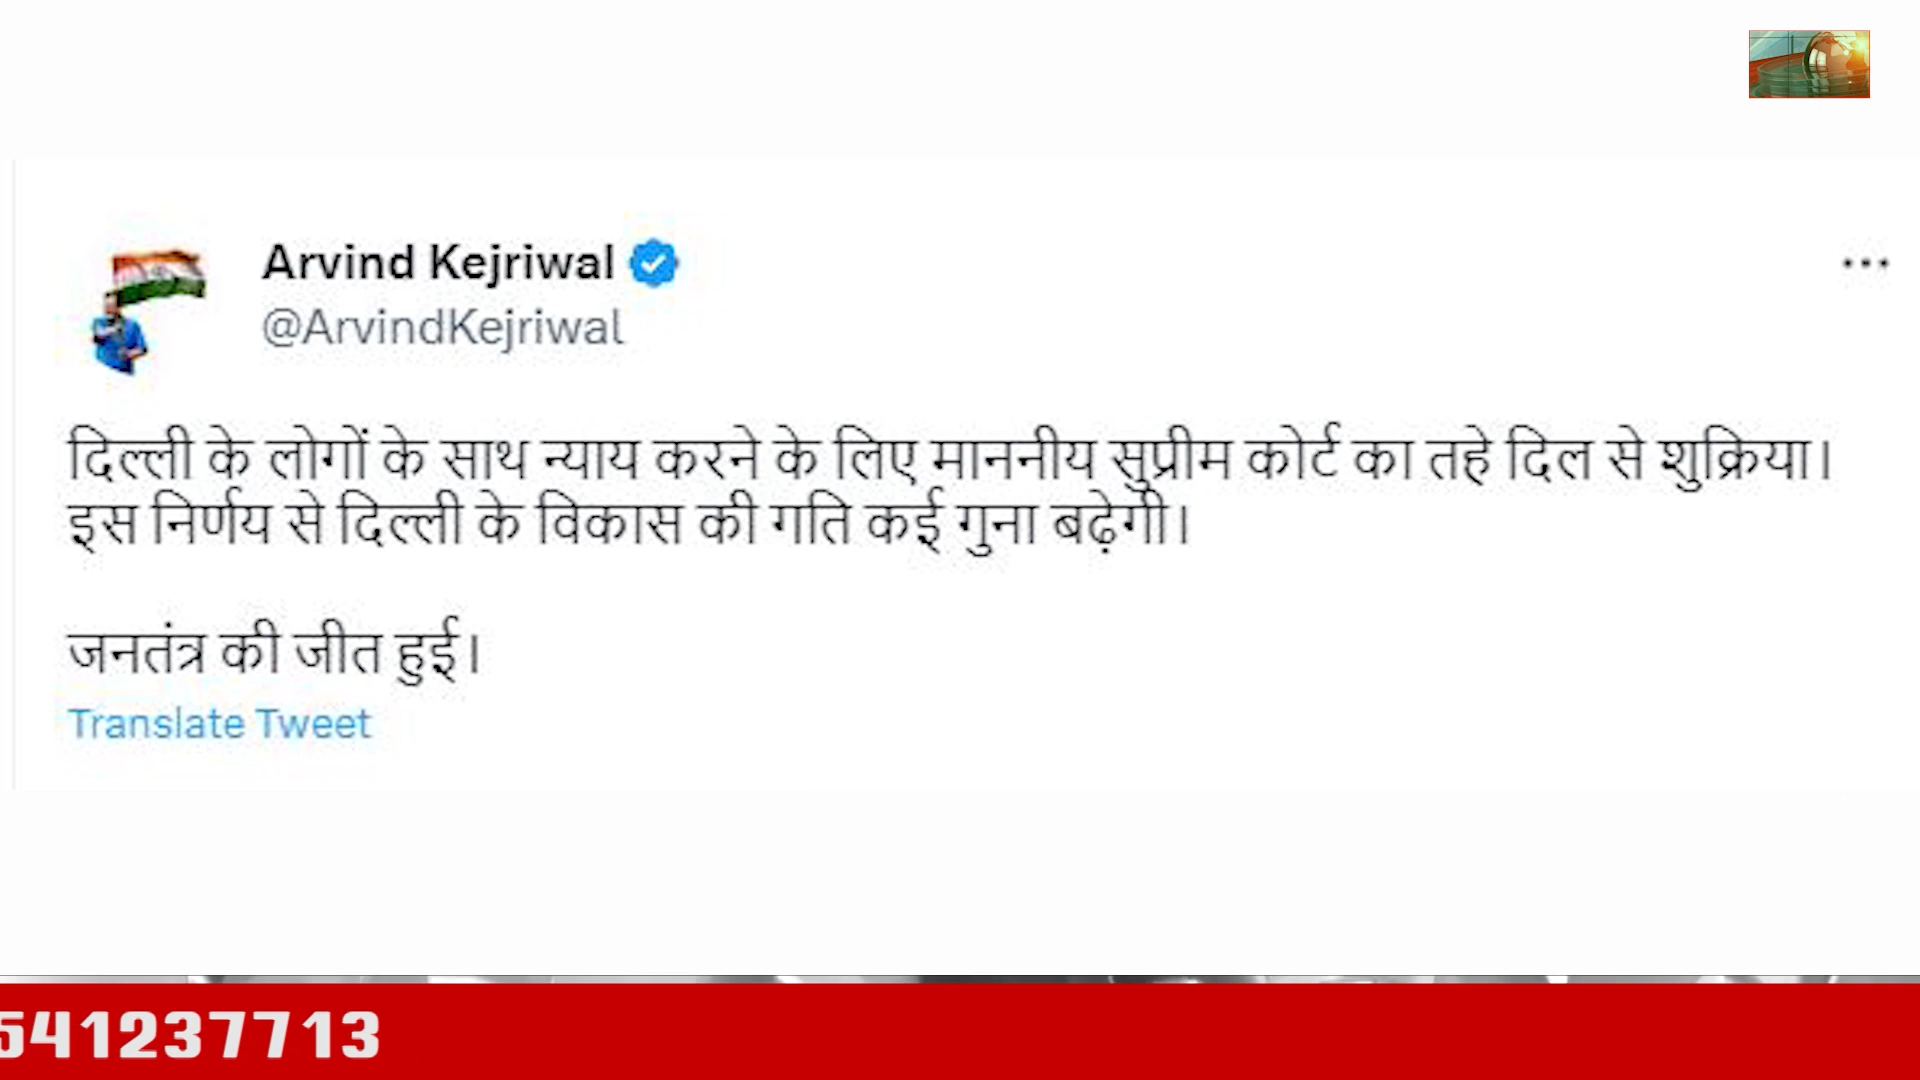 Arvind Kejriwal
@ArvindKejriwal
दिल्ली के लोगों के साथ न्याय करने के लिए माननीय सुप्रीम कोर्ट का तहे दिल से शुक्रिया।
इस निर्णय से दिल्ली के विकास की गति कई गुना बढ़ेगी।
जनतंत्र की जीत हुई।
Translate Tweet
541237713